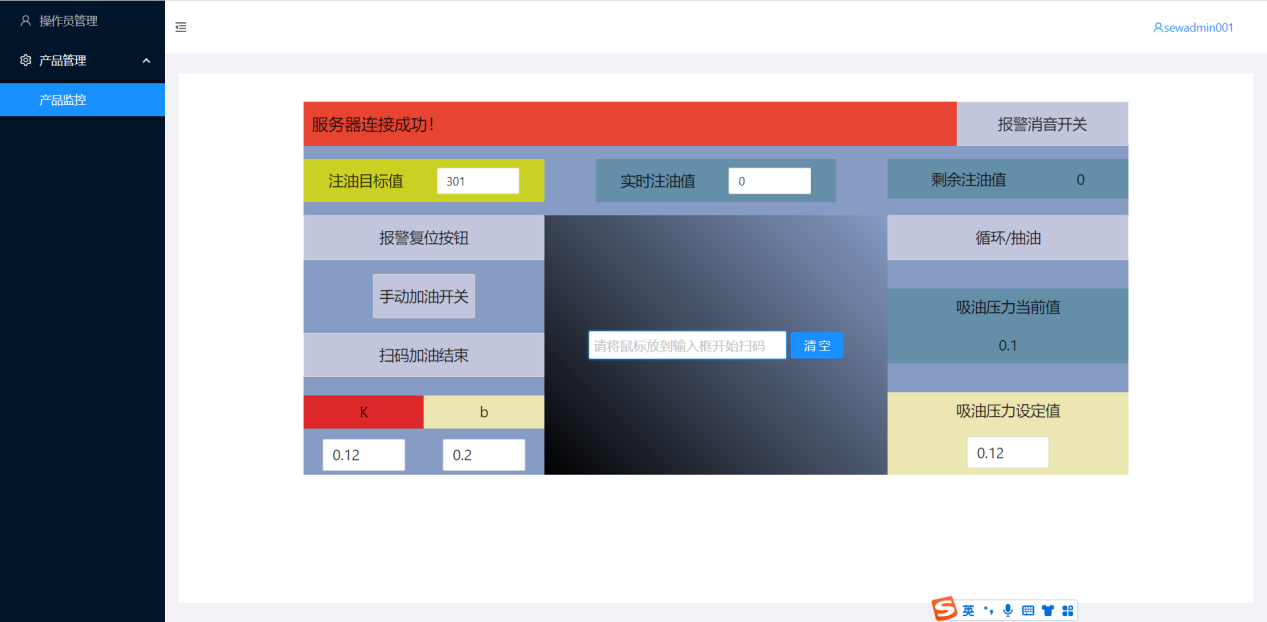 操作员管理
产品管理
产品监控
sewadmin001
服务器连接成功！
报警消音开关
注油目标值 301
实时注油值 0
剩余注油值 0
报警复位按钮
循环/抽油
手动加油开关
吸油压力当前值
0.1
请将鼠标放到输入框开始扫码 清空
扫码加油结束
K b
0.12 0.2
吸油压力设定值
0.12
S 英